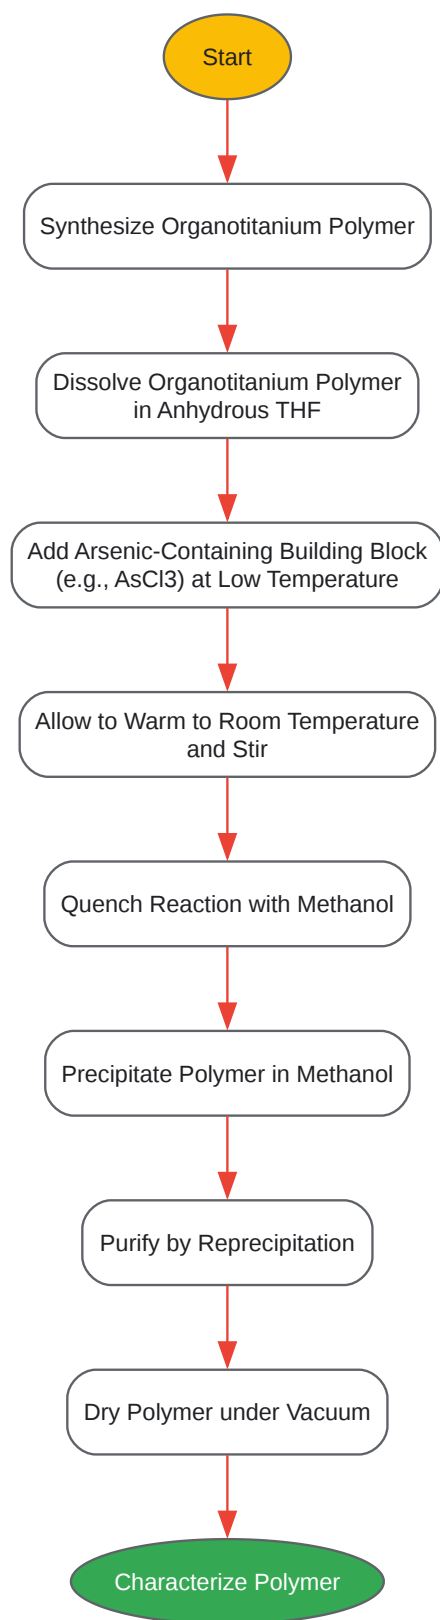 Start
Synthesize Organotitanium Polymer
Dissolve Organotitanium Polymer
in Anhydrous THF
Add Arsenic-Containing Building Block
(e.g., AsCl3) at Low Temperature
Allow to Warm to Room Temperature
and Stir
Quench Reaction with Methanol
Precipitate Polymer in Methanol
Purify by Reprecipitation
Dry Polymer under Vacuum
Characterize Polymer